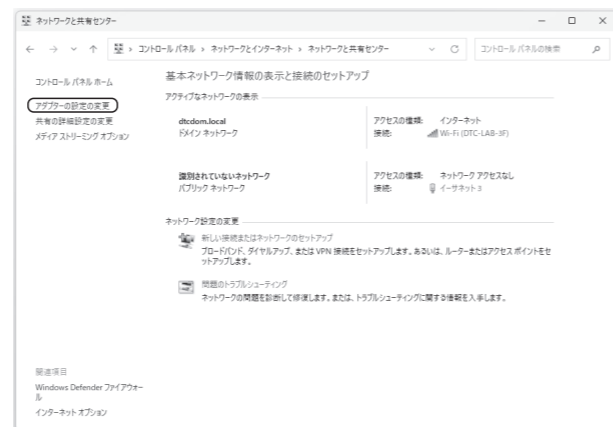 ネットワークと共有センター
コントロール パネル › ネットワークとインターネット › ネットワークと共有センター
コントロール パネルの検索
コントロール パネル ホーム
アダプターの設定の変更
共有の詳細設定の変更
メディア ストリーミング オプション
基本ネットワーク情報の表示と接続のセットアップ
アクティブなネットワークの表示
dtcdom.local
ドメイン ネットワーク
アクセスの種類: インターネット
接続: Wi-Fi (DTC-LAB-3F)
識別されていないネットワーク
パブリック ネットワーク
アクセスの種類: ネットワーク アクセスなし
接続: イーサネット 3
ネットワーク設定の変更
新しい接続またはネットワークのセットアップ
ブロードバンド、ダイヤルアップ、または VPN 接続をセットアップします。あるいは、ルーターまたはアクセス ポイントをセ
ットアップします。
問題のトラブルシューティング
ネットワークの問題を診断して修復します。または、トラブルシューティングに関する情報を入手します。
関連項目
Windows Defender ファイアウォー
ル
インターネット オプション